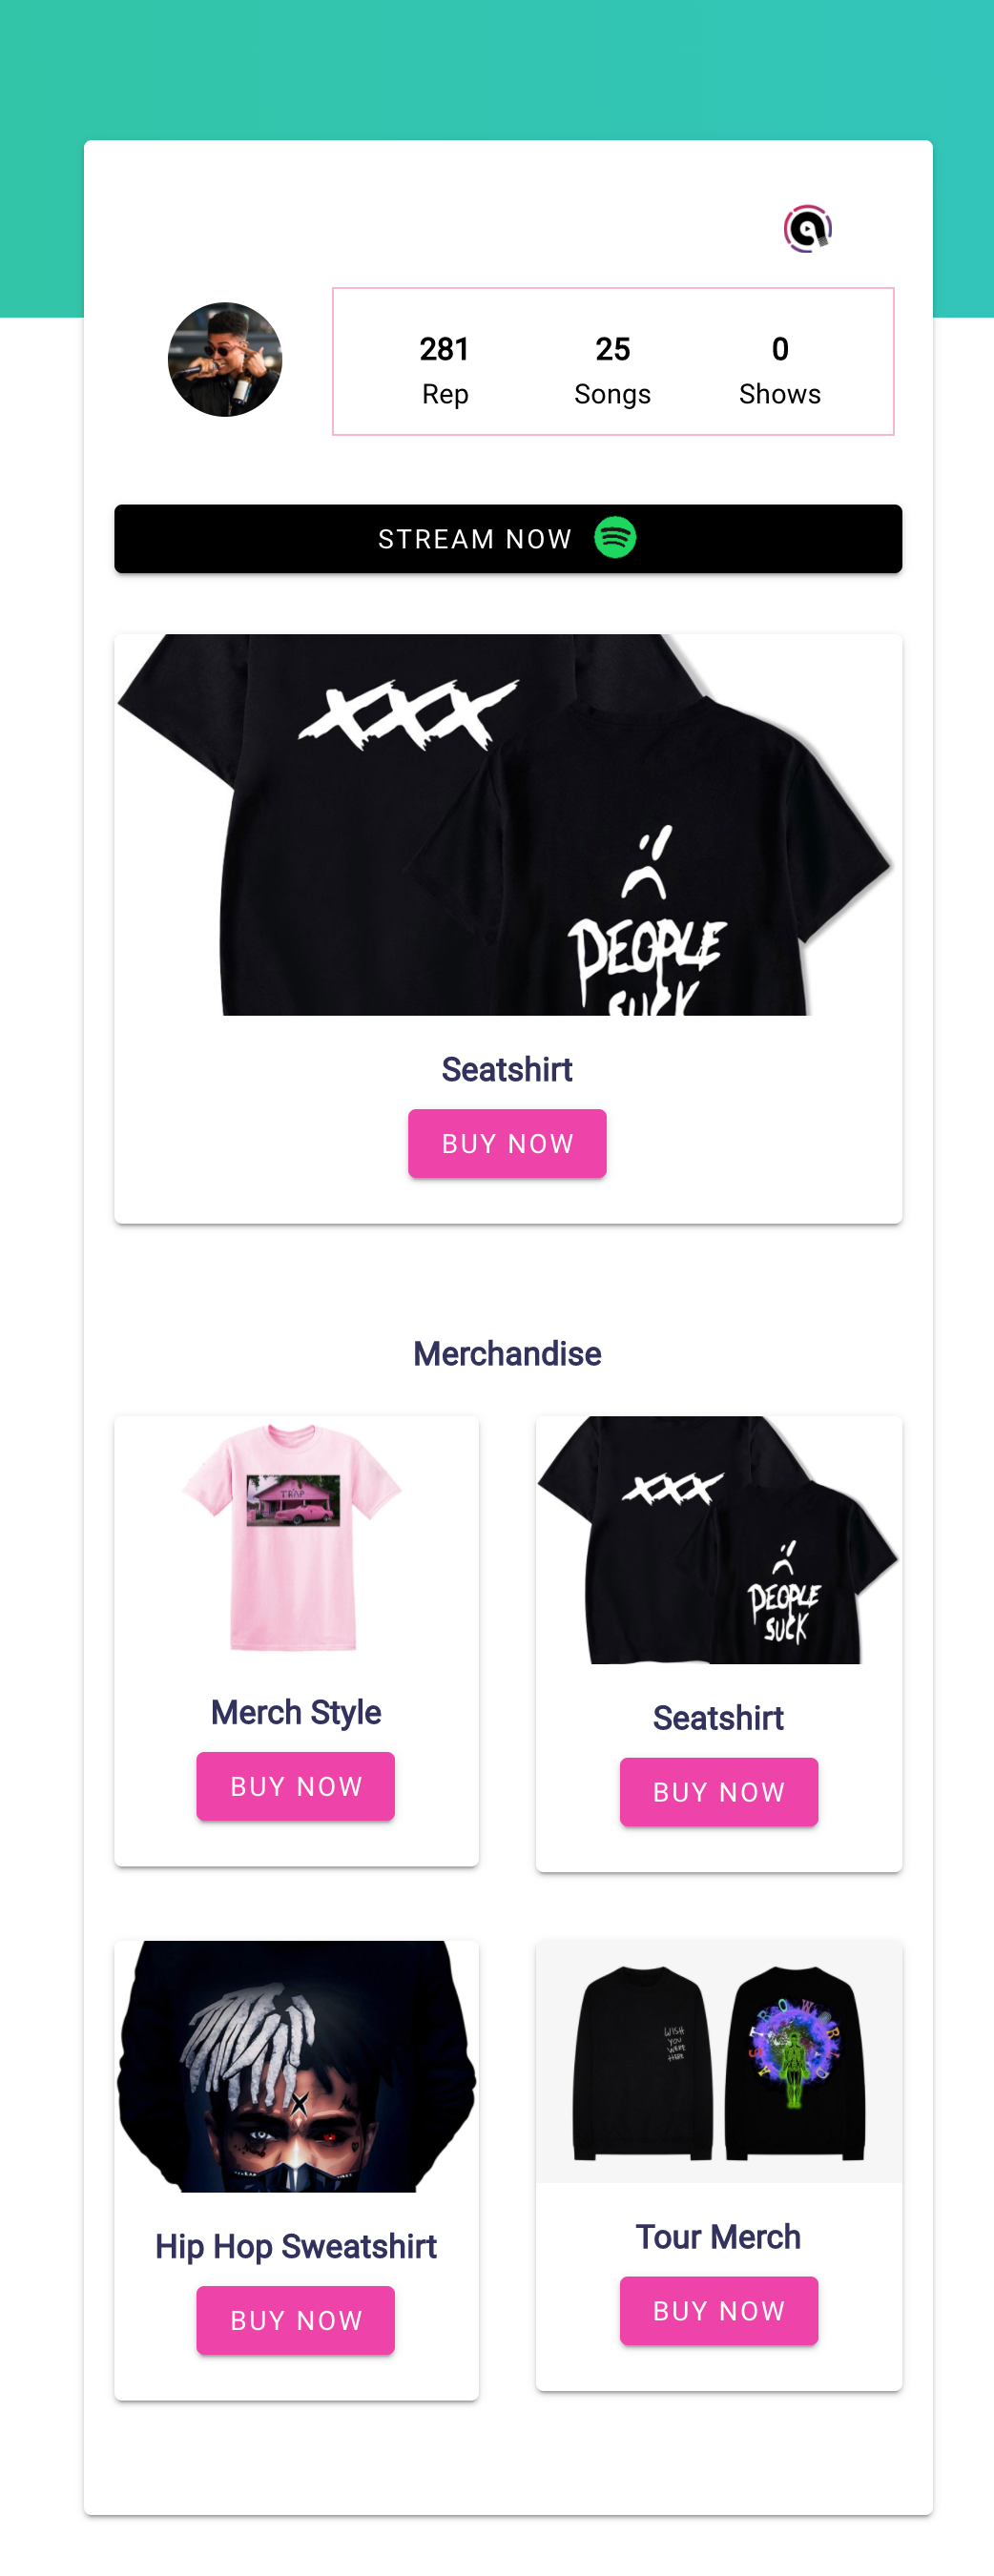 281
25
0
Rep
Songs
Shows
STREAM NOW
XXX
PEOPLE
SUCK
Seatshirt
BUY NOW
Merchandise
TRAP
XXX
PEOPLE
SUCK
Merch Style
Seatshirt
BUY NOW
BUY NOW
WISH
YOU
WERE
HERE
ASTROWORLD
Hip Hop Sweatshirt
Tour Merch
BUY NOW
BUY NOW